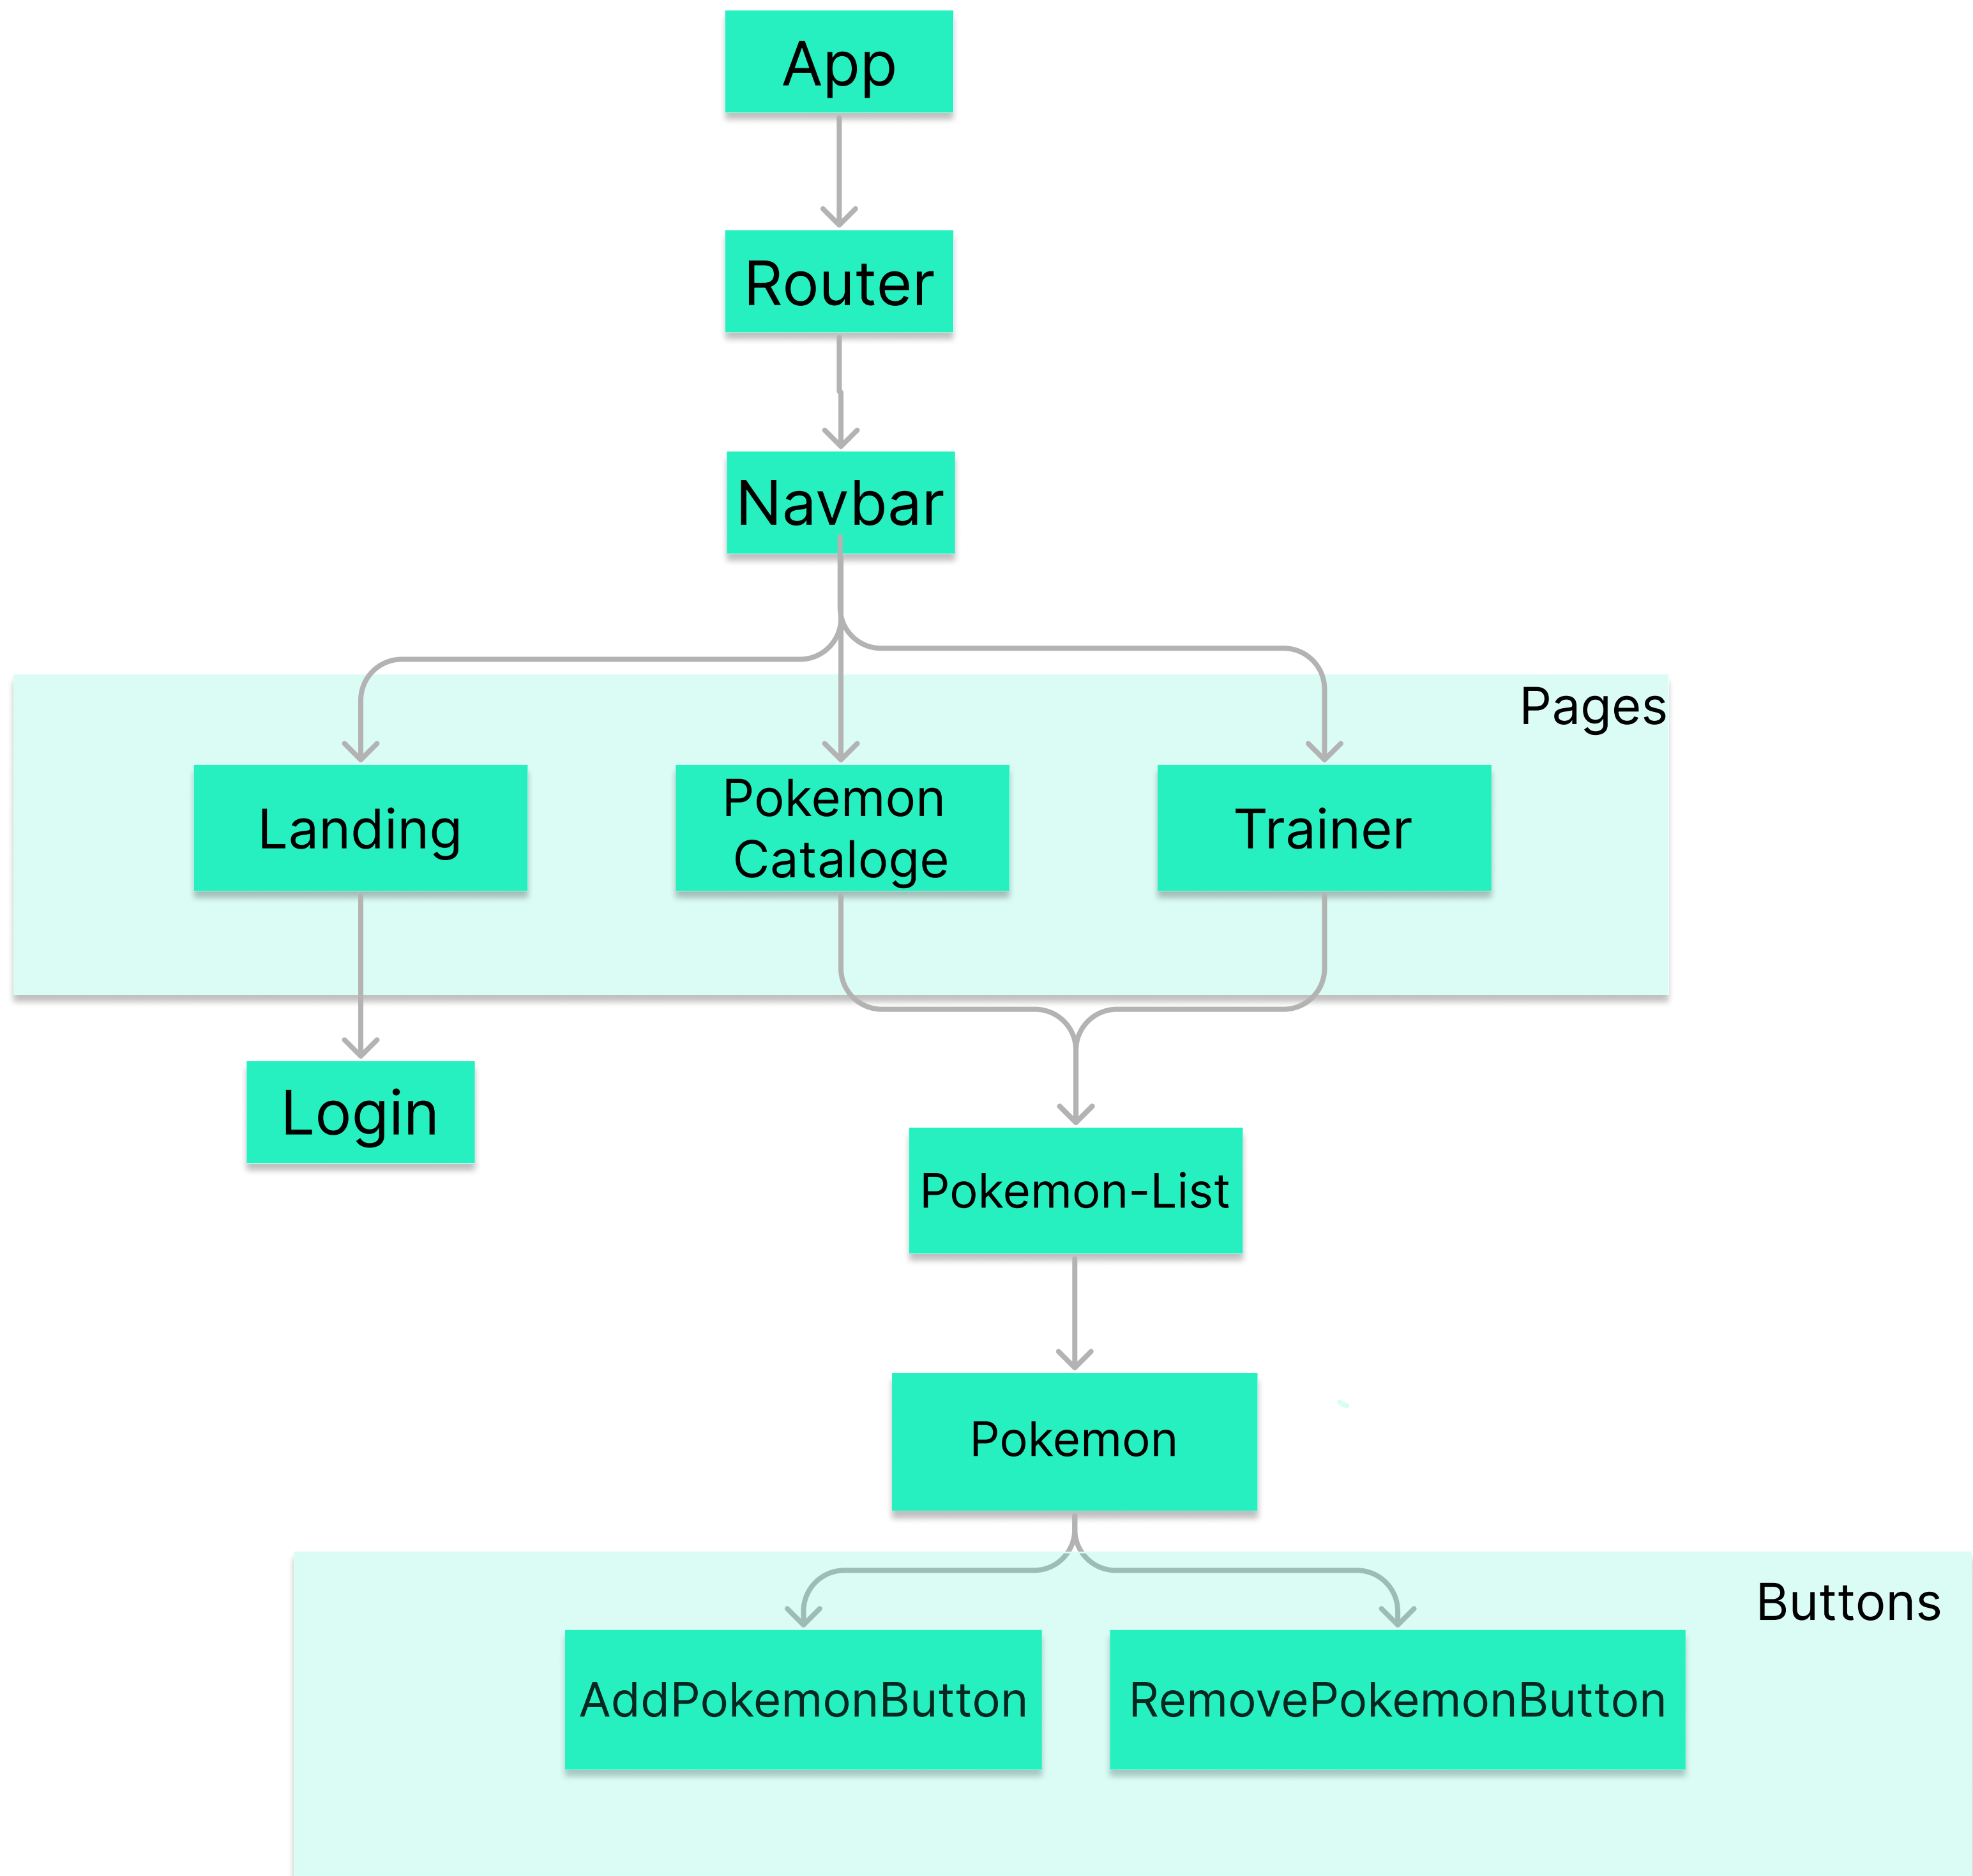 App
Router
Navbar
Pages
Landing
Pokemon
Cataloge
Trainer
Login
Pokemon-List
Pokemon
Buttons
AddPokemonButton
RemovePokemonButton